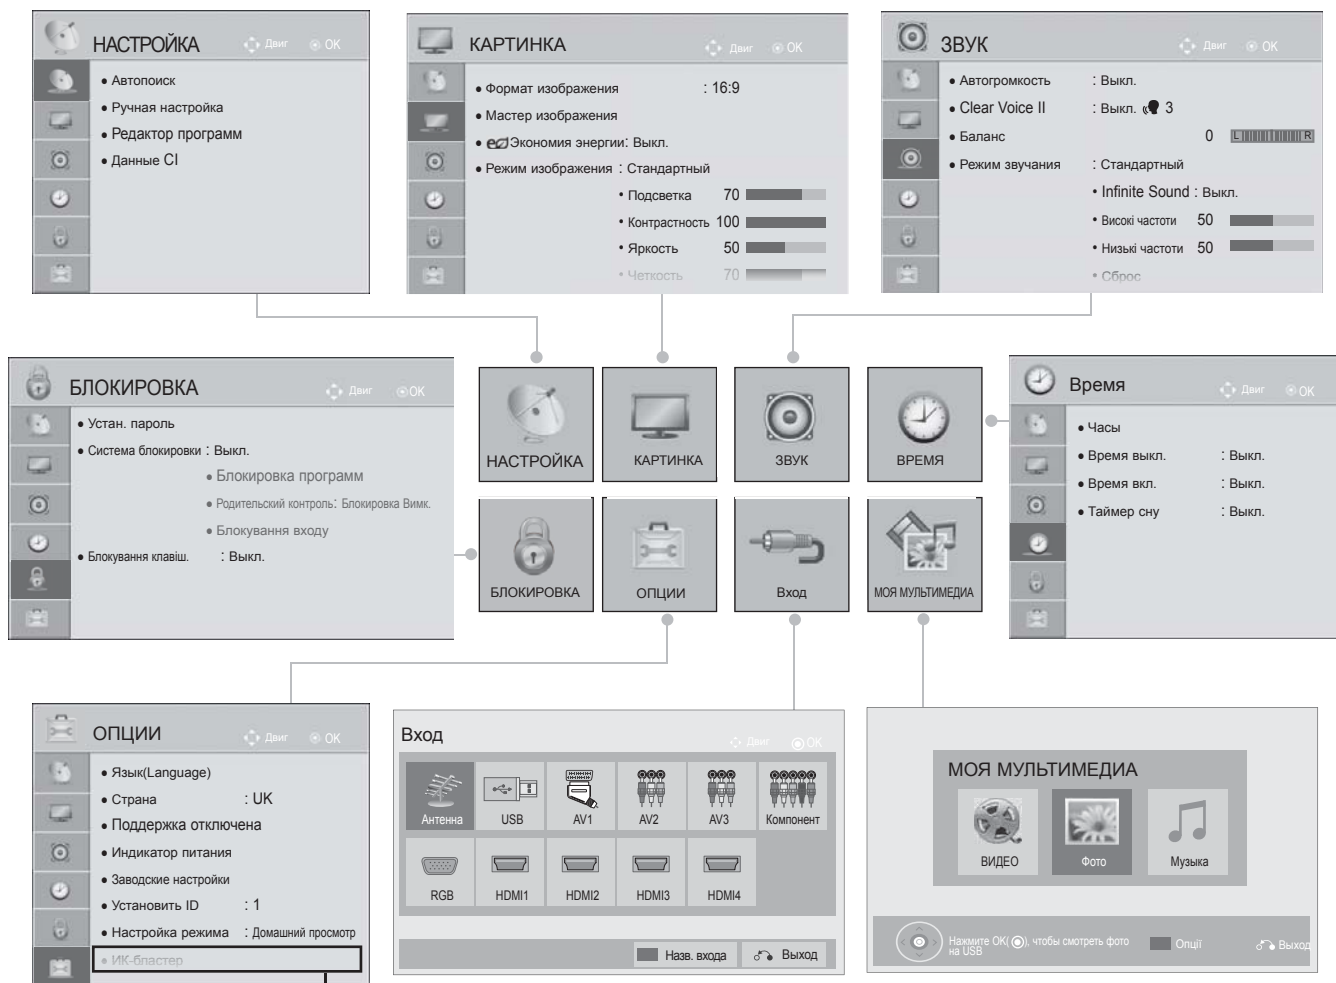 НАСТРОЙКА
Двиг
OK
• Автопоиск
• Ручная настройка
• Редактор программ
• Данные CI
КАРТИНКА
Двиг
OK
• Формат изображения : 16:9
• Мастер изображения
• eco Экономия энергии: Выкл.
• Режим изображения : Стандартный
• Подсветка 70
• Контрастность 100
• Яркость 50
• Четкость 70
ЗВУК
Двиг
OK
• Автогромкость : Выкл.
• Clear Voice II : Выкл. 3
• Баланс 0 L R
• Режим звучания : Стандартный
• Infinite Sound : Выкл.
• Високі частоти 50
• Низькі частоти 50
• Сброс
БЛОКИРОВКА
Двиг
OK
• Устан. пароль
• Система блокировки : Выкл.
• Блокировка программ
• Родительский контроль: Блокировка Вимк.
• Блокування входу
• Блокування клавіш. : Выкл.
НАСТРОЙКА
КАРТИНКА
ЗВУК
ВРЕМЯ
БЛОКИРОВКА
ОПЦИИ
Вход
МОЯ МУЛЬТИМЕДИА
Время
Двиг
OK
• Часы
• Время выкл. : Выкл.
• Время вкл. : Выкл.
• Таймер сну : Выкл.
ОПЦИИ
Двиг
OK
• Язык(Language)
• Страна : UK
• Поддержка отключена
• Индикатор питания
• Заводские настройки
• Установить ID : 1
• Настройка режима : Домашний просмотр
• ИК-бластер
Вход
Двиг
OK
Антенна
USB
AV1
AV2
AV3
Компонент
RGB
HDMI1
HDMI2
HDMI3
HDMI4
Назв. входа
Выход
МОЯ МУЛЬТИМЕДИА
ВИДЕО
Фото
Музыка
Нажмите OK(◉), чтобы смотреть фото
на USB
Опції
Выход